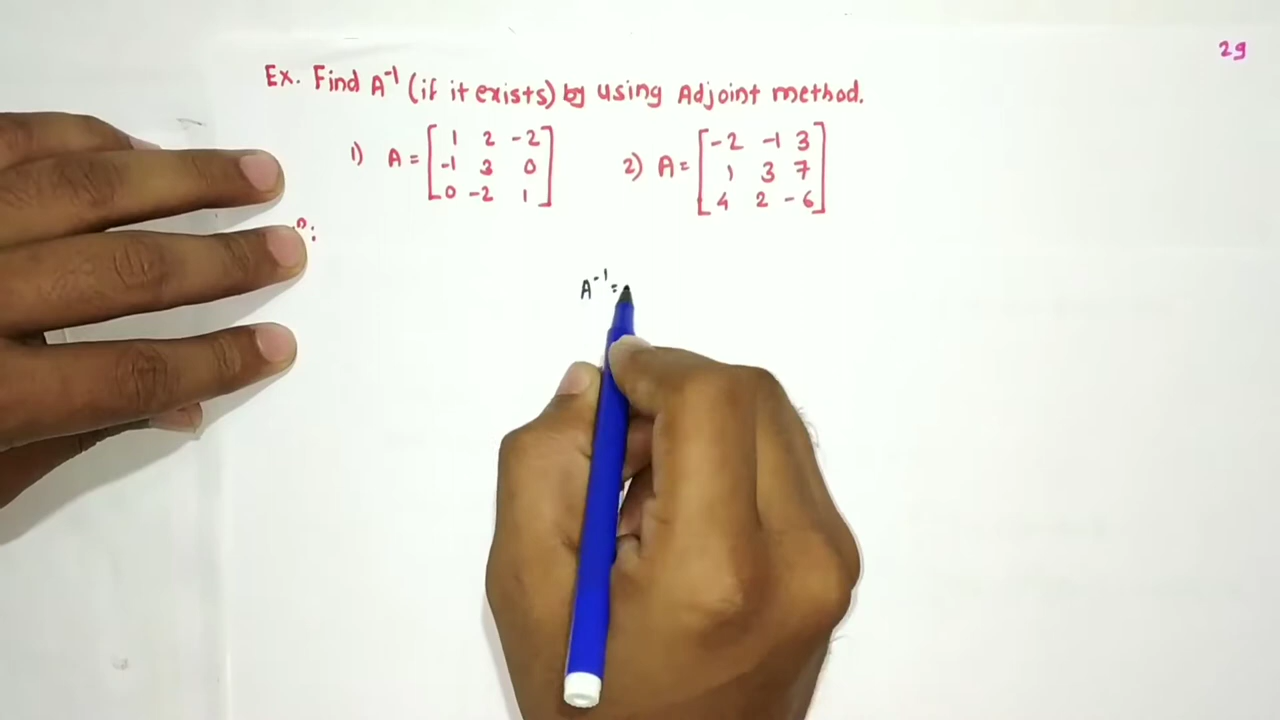 29
Ex. Find A⁻¹ (if it exists) by using Adjoint method.
1) A = [ 1 2 -2 2) A = [ -2 -1 3
-1 3 0 1 3 7
0 -2 1 ] 4 2 -6 ]
n:
A⁻¹ =